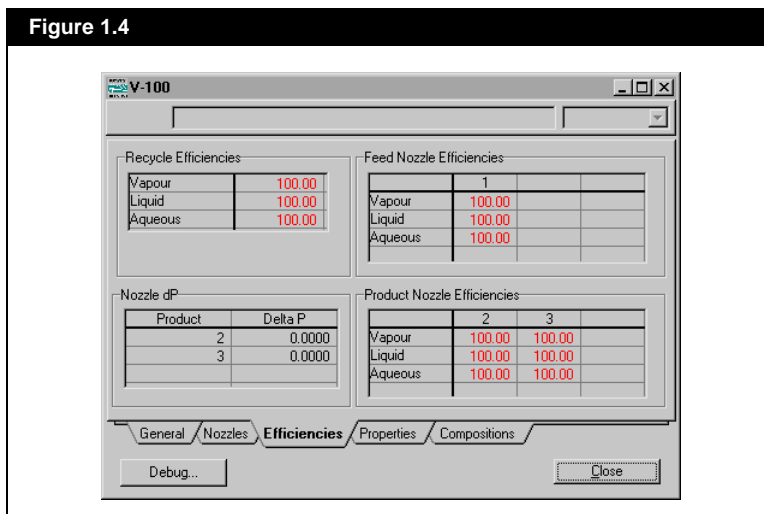 Figure 1.4
V-100
Recycle Efficiencies
Vapour 100.00
Liquid 100.00
Aqueous 100.00
Feed Nozzle Efficiencies
1
Vapour 100.00
Liquid 100.00
Aqueous 100.00
Nozzle dP
Product Delta P
2 0.0000
3 0.0000
Product Nozzle Efficiencies
2 3
Vapour 100.00 100.00
Liquid 100.00 100.00
Aqueous 100.00 100.00
General Nozzles Efficiencies Properties Compositions
Debug... Close